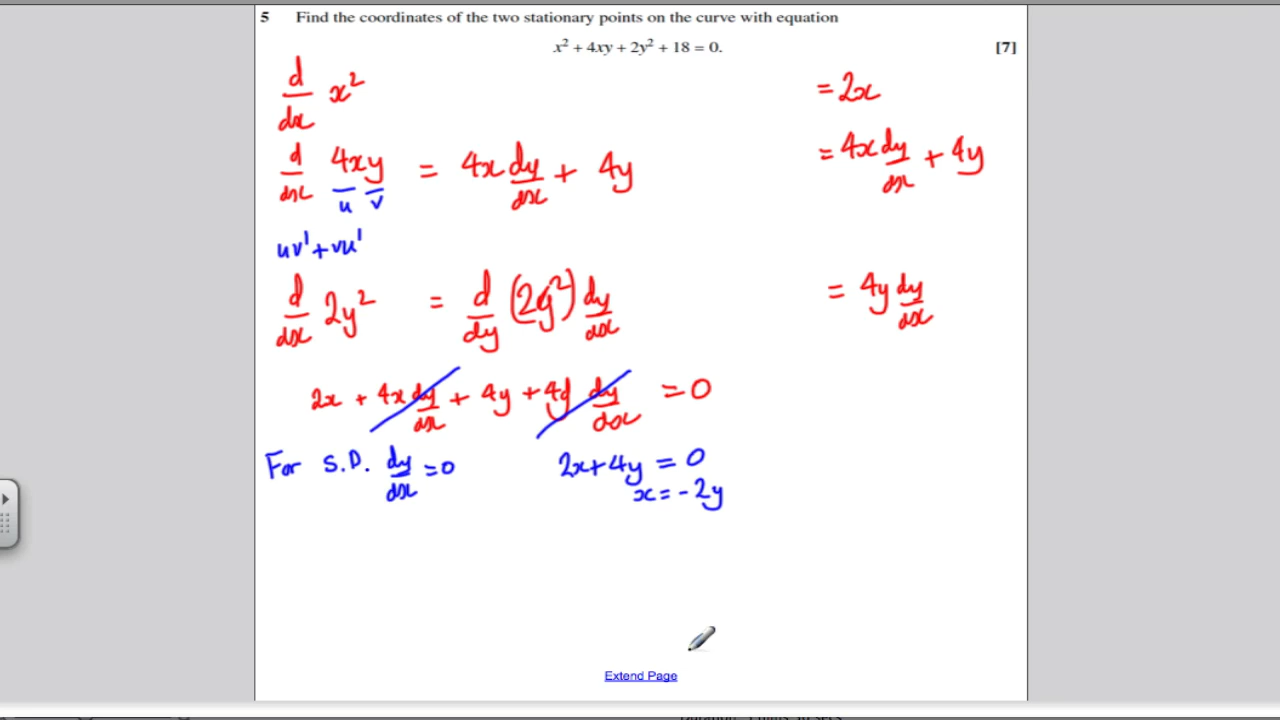 5 Find the coordinates of the two stationary points on the curve with equation
x² + 4xy + 2y² + 18 = 0. [7]
d/dx x² = 2x
d/dx 4xy = 4x dy/dx + 4y = 4x dy/dx + 4y
u v
uv' + vu'
d/dx 2y² = d/dy (2y²) dy/dx = 4y dy/dx
2x + 4x dy/dx + 4y + 4y dy/dx = 0
For S.P. dy/dx = 0 2x + 4y = 0
x = -2y
Extend Page